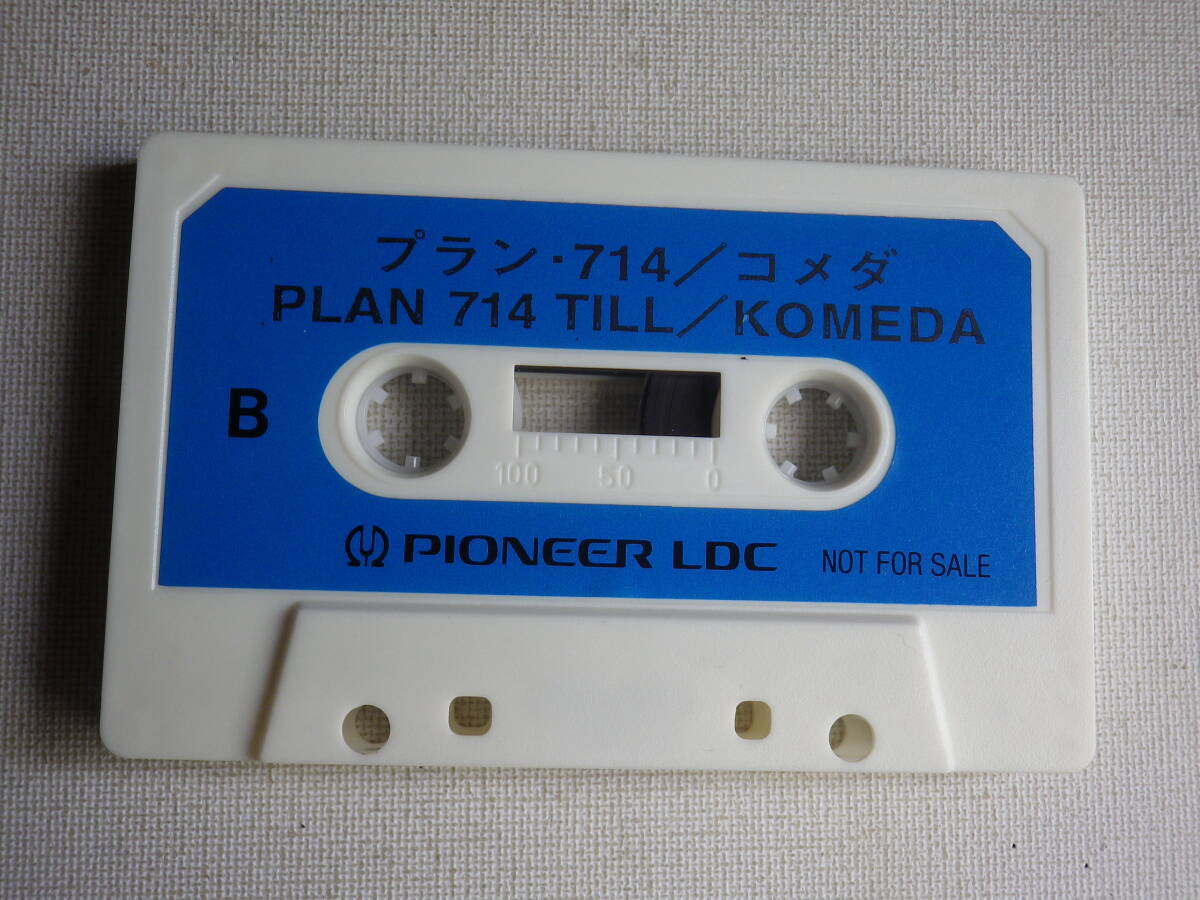 プラン・714／コメダ
PLAN 714 TILL／KOMEDA
B
100 50 0
PIONEER LDC NOT FOR SALE